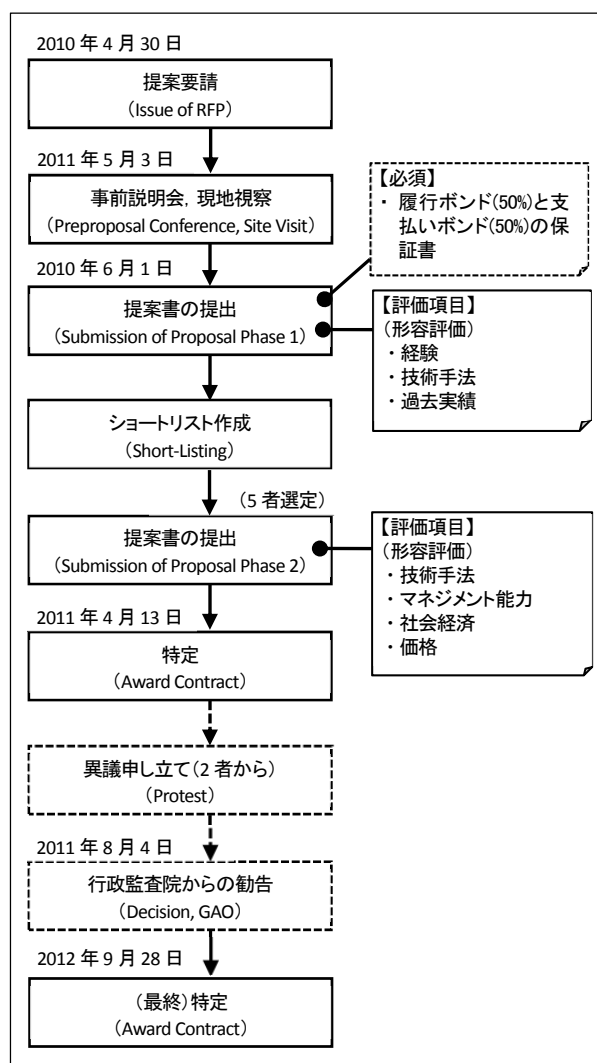 2010 年 4 月 30 日
提案要請
(Issue of RFP)
2011 年 5 月 3 日
事前説明会，現地視察
(Preproposal Conference, Site Visit)
【必須】
・ 履行ボンド(50%)と支
払いボンド(50%)の保
証書
2010 年 6 月 1 日
提案書の提出
(Submission of Proposal Phase 1)
【評価項目】
(形容評価)
・経験
・技術手法
・過去実績
ショートリスト作成
(Short-Listing)
(5 者選定)
提案書の提出
(Submission of Proposal Phase 2)
【評価項目】
(形容評価)
・技術手法
・マネジメント能力
・社会経済
・価格
2011 年 4 月 13 日
特定
(Award Contract)
異議申し立て(2 者から)
(Protest)
2011 年 8 月 4 日
行政監査院からの勧告
(Decision, GAO)
2012 年 9 月 28 日
(最終)特定
(Award Contract)